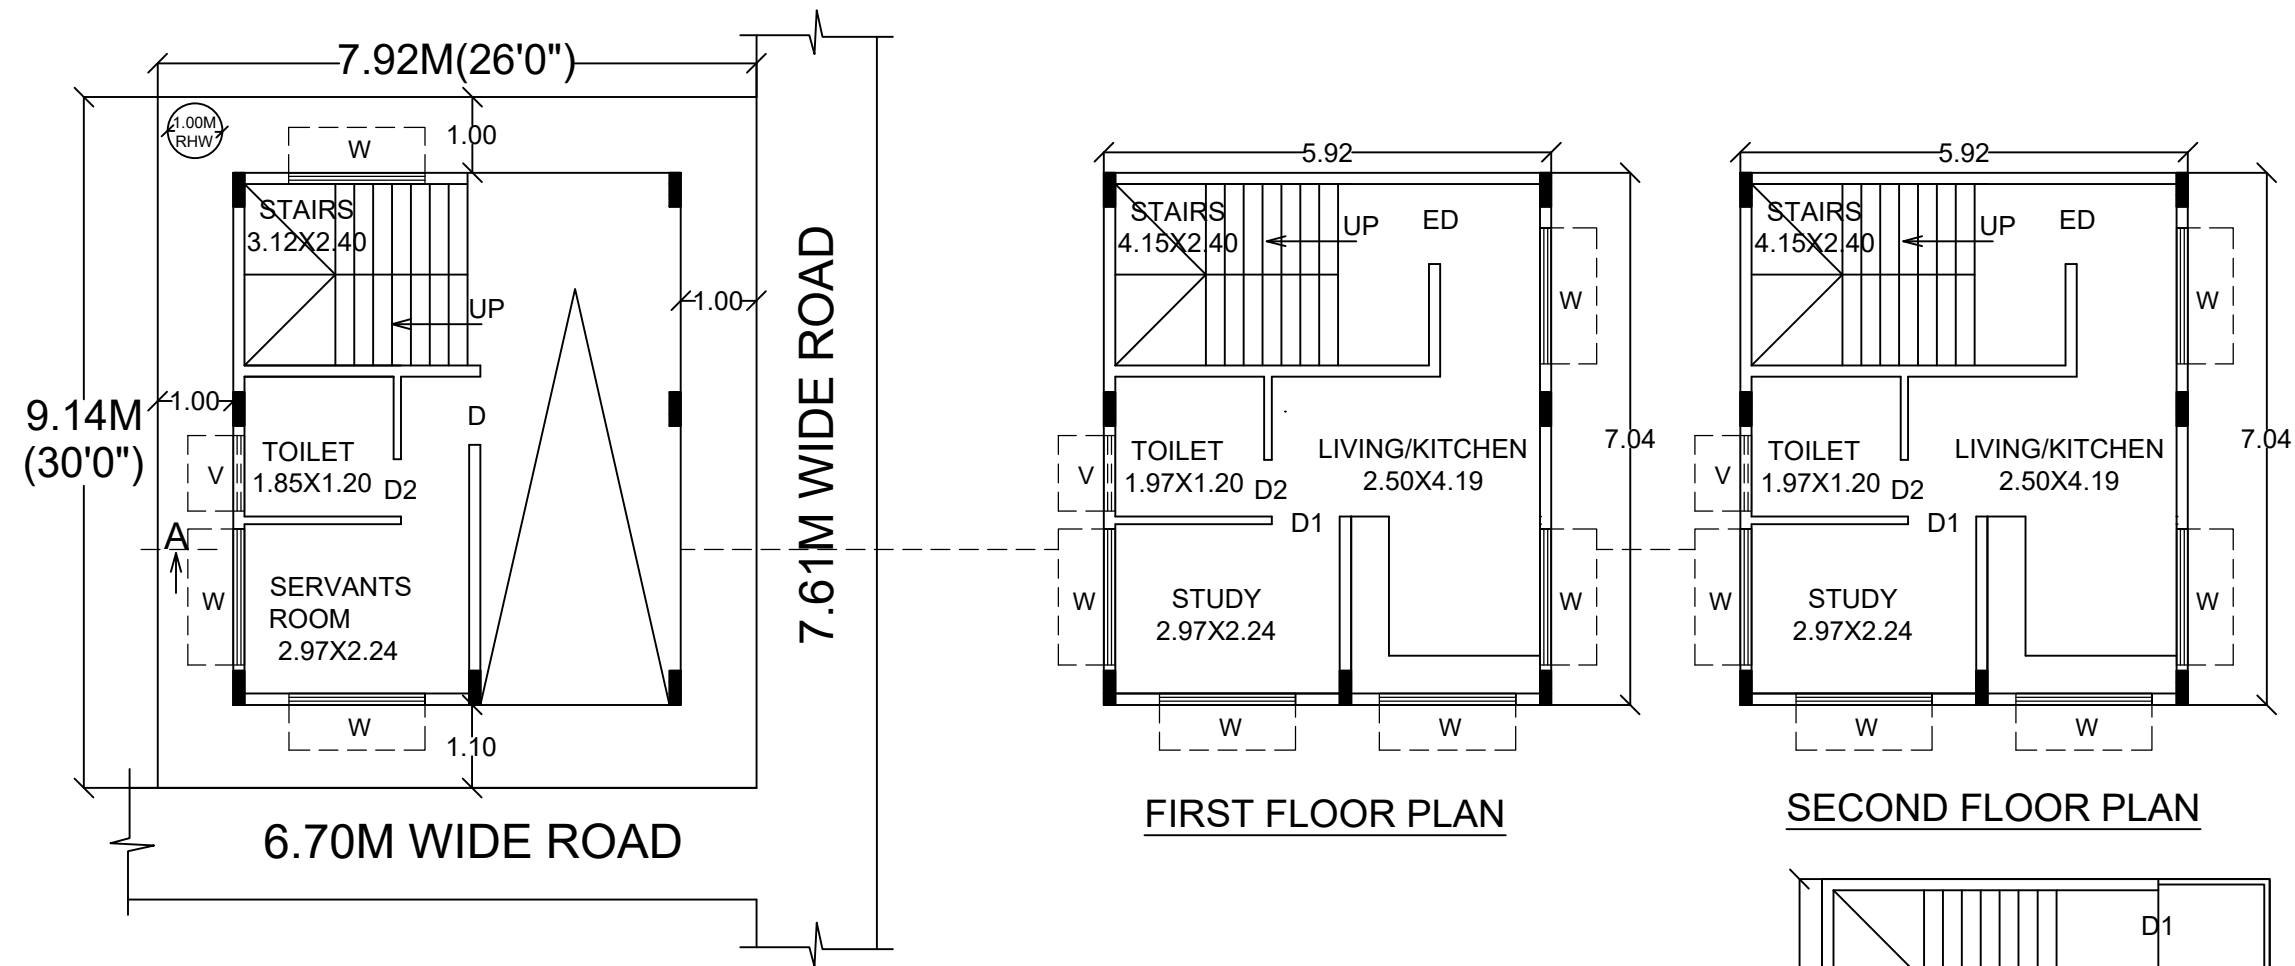 7.92M(26'0")
1.00M
RHW
W
1.00
STAIRS
3.12X2.40
UP
1.00
1.00
9.14M
(30'0")
D
TOILET
1.85X1.20
V
D2
A
SERVANTS
ROOM
2.97X2.24
W
W
1.10
6.70M WIDE ROAD
7.61M WIDE ROAD
5.92
STAIRS
4.15X2.40
UP
ED
W
7.04
TOILET
1.97X1.20
V
D2
LIVING/KITCHEN
2.50X4.19
D1
STUDY
2.97X2.24
W
W
W
W
FIRST FLOOR PLAN
5.92
STAIRS
4.15X2.40
UP
ED
W
7.04
TOILET
1.97X1.20
V
D2
LIVING/KITCHEN
2.50X4.19
D1
STUDY
2.97X2.24
W
W
W
W
SECOND FLOOR PLAN
D1